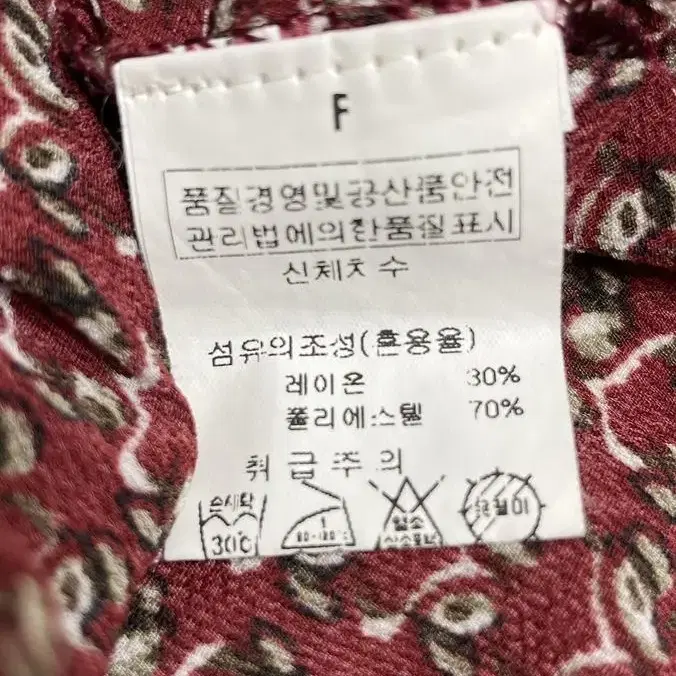 F
품질경영및공산품안전
관리법에의한품질표시
신체치수
섬유의조성(혼용율)
레이온 30%
폴리에스텔 70%
취급주의
손세탁
30℃
1
80-120℃
염소
산소표백